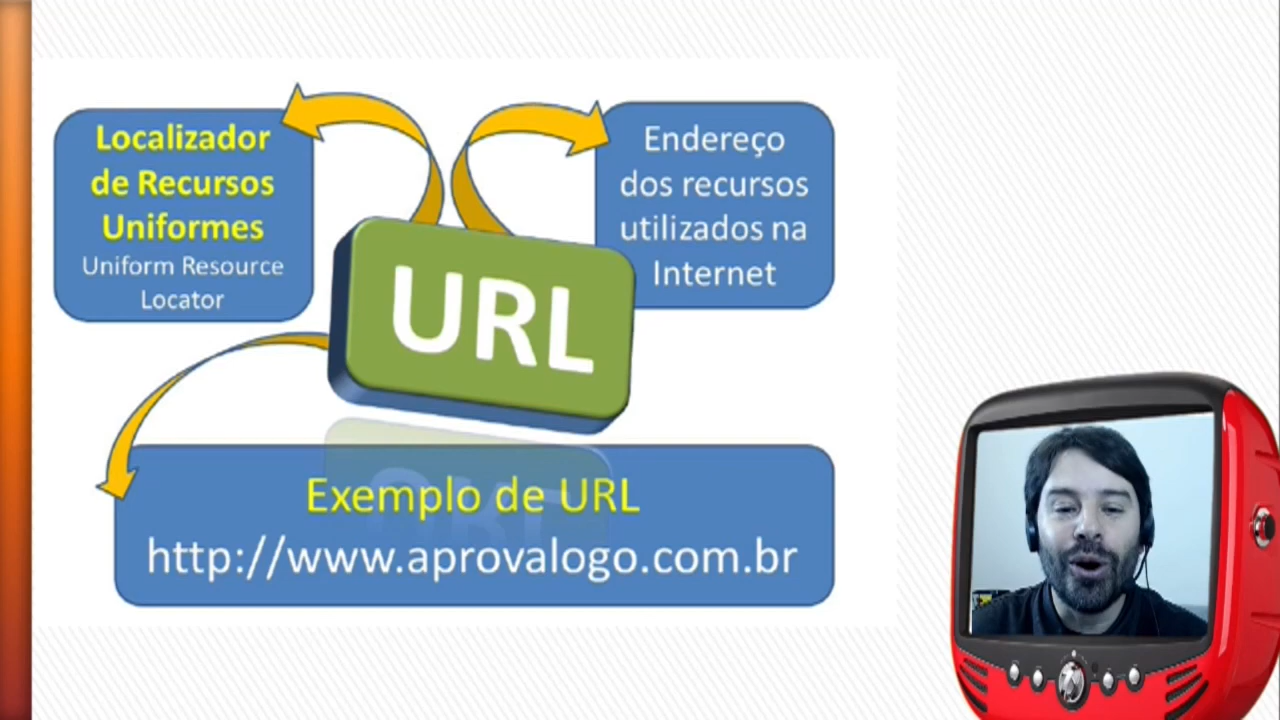 Localizador
de Recursos
Uniformes
Uniform Resource
Locator
Endereço
dos recursos
utilizados na
Internet
URL
Exemplo de URL
http://www.aprovalogo.com.br